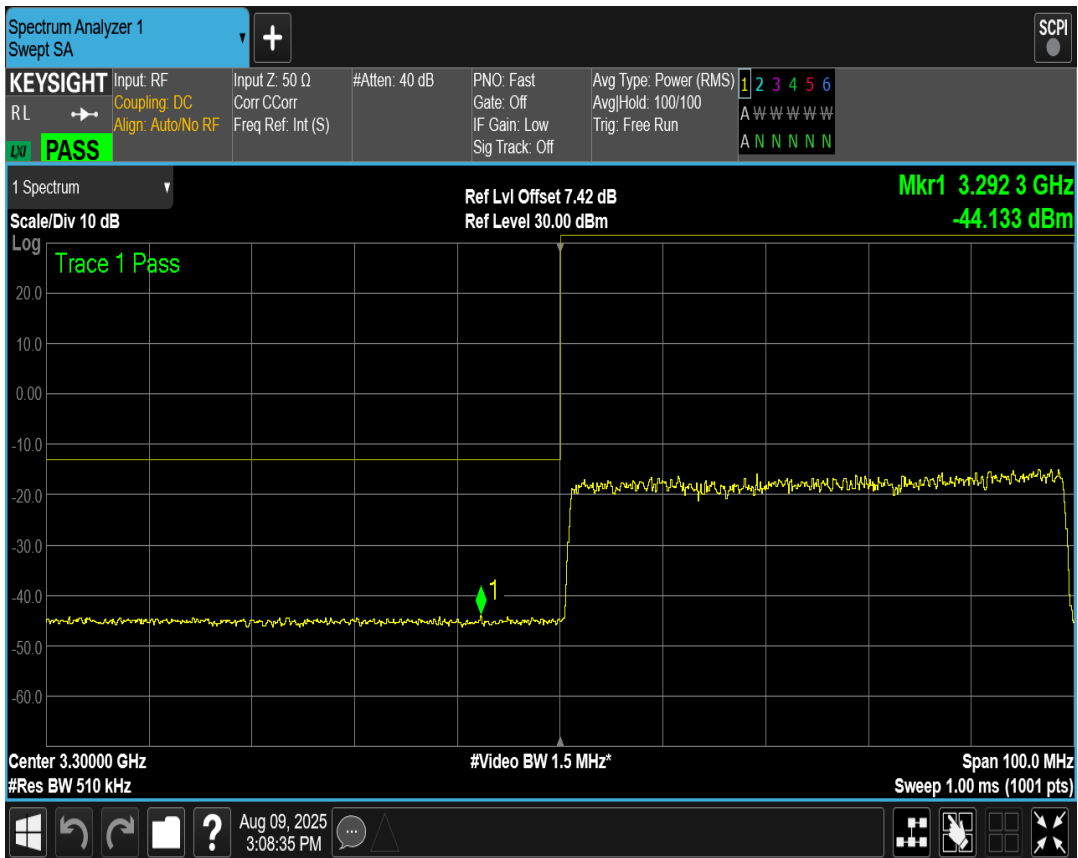 Spectrum Analyzer 1
Swept SA
SCPI
KEYSIGHT
R L
LXI PASS
Input: RF
Coupling: DC
Align: Auto/No RF
Input Z: 50 Ω
Corr CCorr
Freq Ref: Int (S)
#Atten: 40 dB
PNO: Fast
Gate: Off
IF Gain: Low
Sig Track: Off
Avg Type: Power (RMS)
Avg|Hold: 100/100
Trig: Free Run
1 2 3 4 5 6
A W W W W W
A N N N N N
1 Spectrum
Scale/Div 10 dB
Ref Lvl Offset 7.42 dB
Ref Level 30.00 dBm
Mkr1 3.292 3 GHz
-44.133 dBm
Log
Trace 1 Pass
20.0
10.0
0.00
-10.0
-20.0
-30.0
-40.0
-50.0
-60.0
1
Center 3.30000 GHz
#Res BW 510 kHz
#Video BW 1.5 MHz*
Span 100.0 MHz
Sweep 1.00 ms (1001 pts)
?
Aug 09, 2025
3:08:35 PM